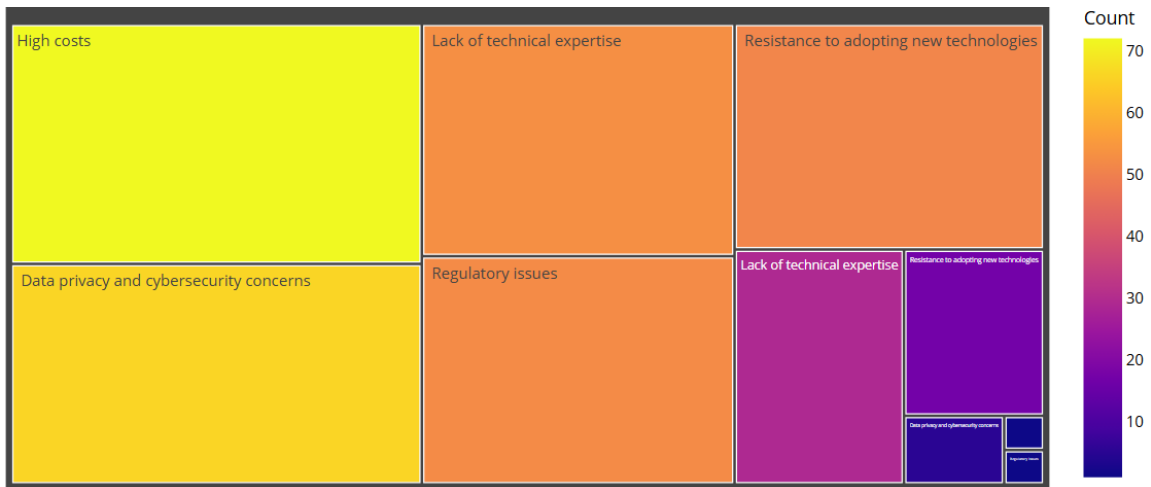 High costs
Lack of technical expertise
Resistance to adopting new technologies
Data privacy and cybersecurity concerns
Regulatory issues
Lack of technical expertise
Resistance to adopting new technologies
Data privacy and cybersecurity concerns
Regulatory issues
Count
70
60
50
40
30
20
10